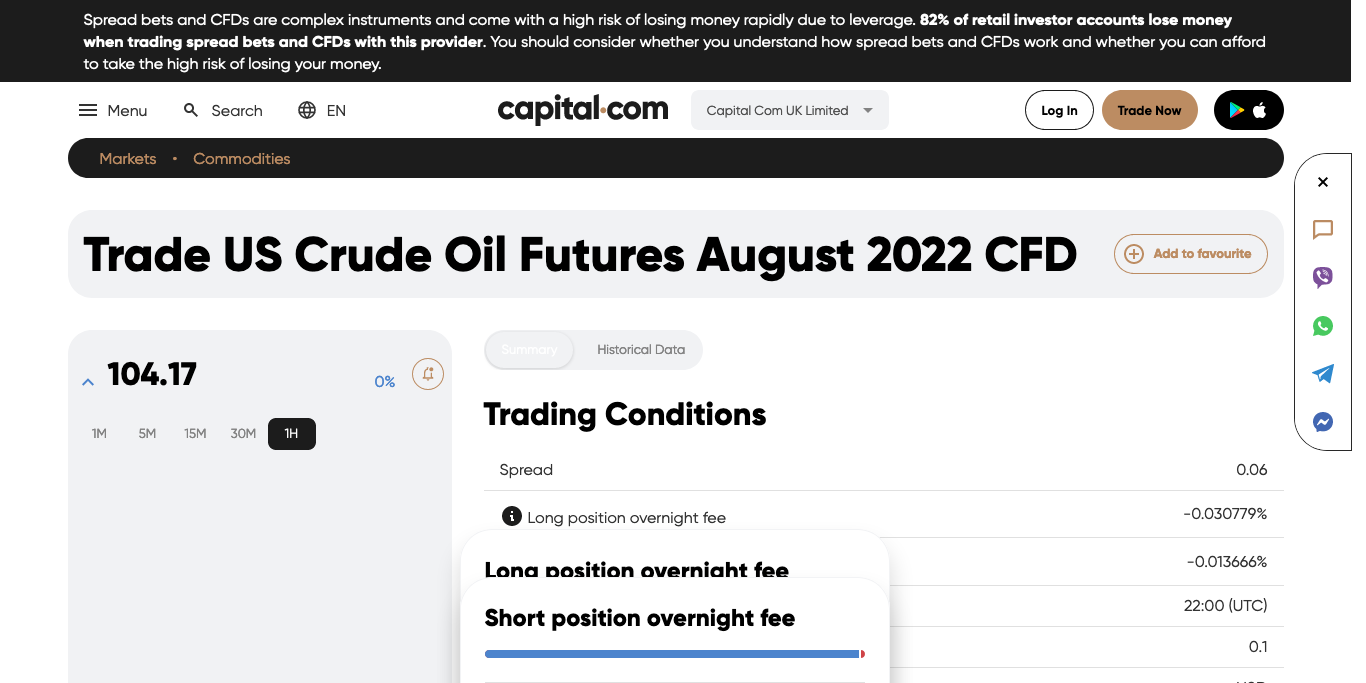 Spread bets and CFDs are complex instruments and come with a high risk of losing money rapidly due to leverage. 82% of retail investor accounts lose money
when trading spread bets and CFDs with this provider. You should consider whether you understand how spread bets and CFDs work and whether you can afford
to take the high risk of losing your money.
Menu Search EN capital.com Capital Com UK Limited Log In Trade Now
Markets • Commodities
Trade US Crude Oil Futures August 2022 CFD Add to favourite
104.17 0%
1M 5M 15M 30M 1H
Summary Historical Data
Trading Conditions
Spread 0.06
Long position overnight fee -0.030779%
Long position overnight fee
-0.013666%
Short position overnight fee
22:00 (UTC)
0.1